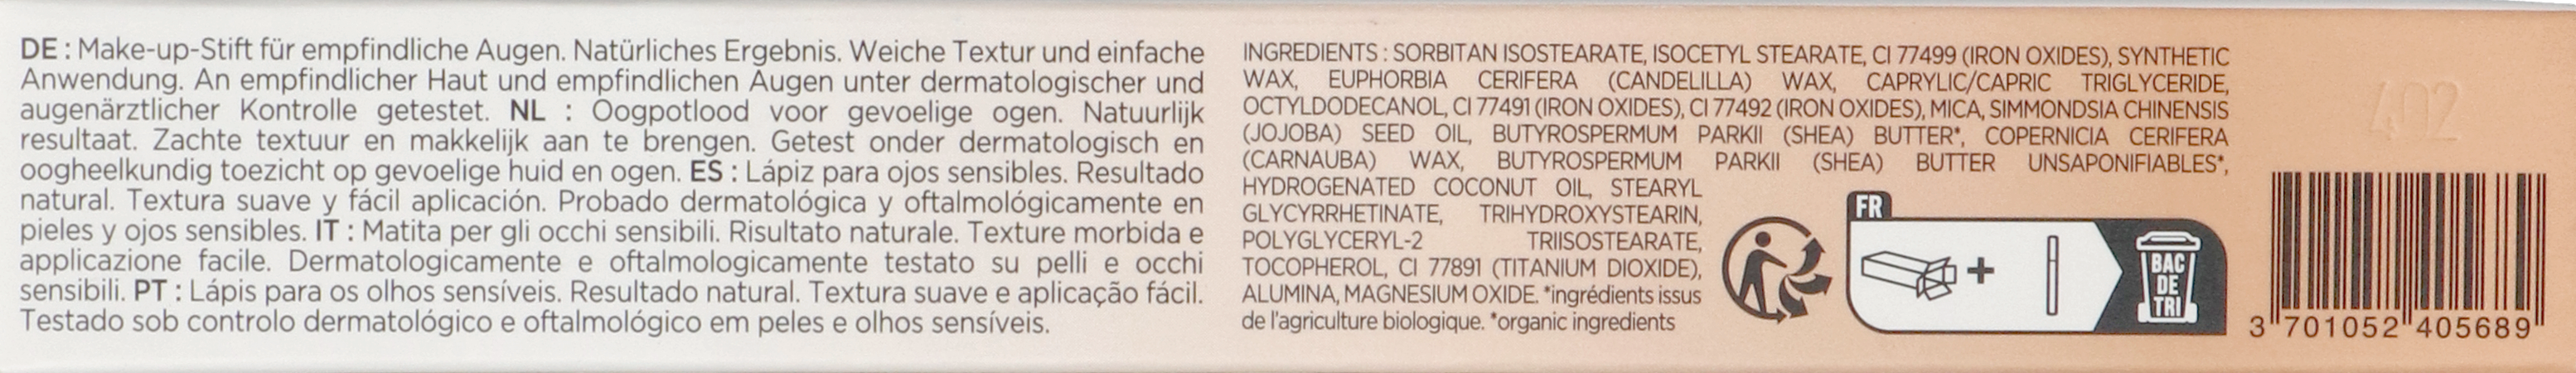 DE : Make-up-Stift für empfindliche Augen. Natürliches Ergebnis. Weiche Textur und einfache
Anwendung. An empfindlicher Haut und empfindlichen Augen unter dermatologischer und
augenärztlicher Kontrolle getestet. NL : Oogpotlood voor gevoelige ogen. Natuurlijk
resultaat. Zachte textuur en makkelijk aan te brengen. Getest onder dermatologisch en
oogheelkundig toezicht op gevoelige huid en ogen. ES : Lápiz para ojos sensibles. Resultado
natural. Textura suave y fácil aplicación. Probado dermatológica y oftalmológicamente en
pieles y ojos sensibles. IT : Matita per gli occhi sensibili. Risultato naturale. Texture morbida e
applicazione facile. Dermatologicamente e oftalmologicamente testato su pelli e occhi
sensibili. PT : Lápis para os olhos sensíveis. Resultado natural. Textura suave e aplicação fácil.
Testado sob controlo dermatológico e oftalmológico em peles e olhos sensíveis.
INGREDIENTS : SORBITAN ISOSTEARATE, ISOCETYL STEARATE, CI 77499 (IRON OXIDES), SYNTHETIC
WAX, EUPHORBIA CERIFERA (CANDELILLA) WAX, CAPRYLIC/CAPRIC TRIGLYCERIDE,
OCTYLDODECANOL, CI 77491 (IRON OXIDES), CI 77492 (IRON OXIDES), MICA, SIMMONDSIA CHINENSIS
(JOJOBA) SEED OIL, BUTYROSPERMUM PARKII (SHEA) BUTTER*, COPERNICIA CERIFERA
(CARNAUBA) WAX, BUTYROSPERMUM PARKII (SHEA) BUTTER UNSAPONIFIABLES*,
HYDROGENATED COCONUT OIL, STEARYL
GLYCYRRHETINATE, TRIHYDROXYSTEARIN,
POLYGLYCERYL-2 TRIISOSTEARATE,
TOCOPHEROL, CI 77891 (TITANIUM DIOXIDE),
ALUMINA, MAGNESIUM OXIDE. *ingrédients issus
de l'agriculture biologique. *organic ingredients
FR
+
BAC
DE
TRI
402
3 701052 405689